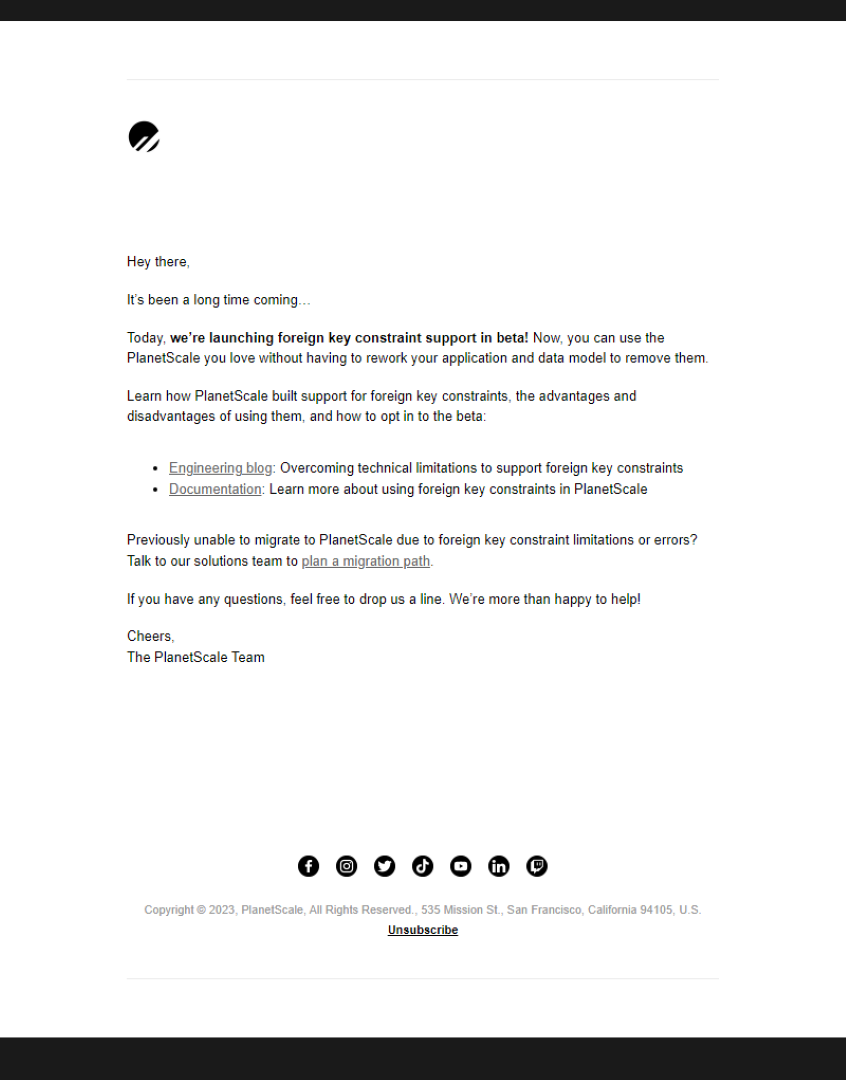 Hey there,
It's been a long time coming…
Today, we're launching foreign key constraint support in beta! Now, you can use the
PlanetScale you love without having to rework your application and data model to remove them.
Learn how PlanetScale built support for foreign key constraints, the advantages and
disadvantages of using them, and how to opt in to the beta:
• Engineering blog: Overcoming technical limitations to support foreign key constraints
• Documentation: Learn more about using foreign key constraints in PlanetScale
Previously unable to migrate to PlanetScale due to foreign key constraint limitations or errors?
Talk to our solutions team to plan a migration path.
If you have any questions, feel free to drop us a line. We're more than happy to help!
Cheers,
The PlanetScale Team
Copyright © 2023, PlanetScale, All Rights Reserved., 535 Mission St., San Francisco, California 94105, U.S.
Unsubscribe